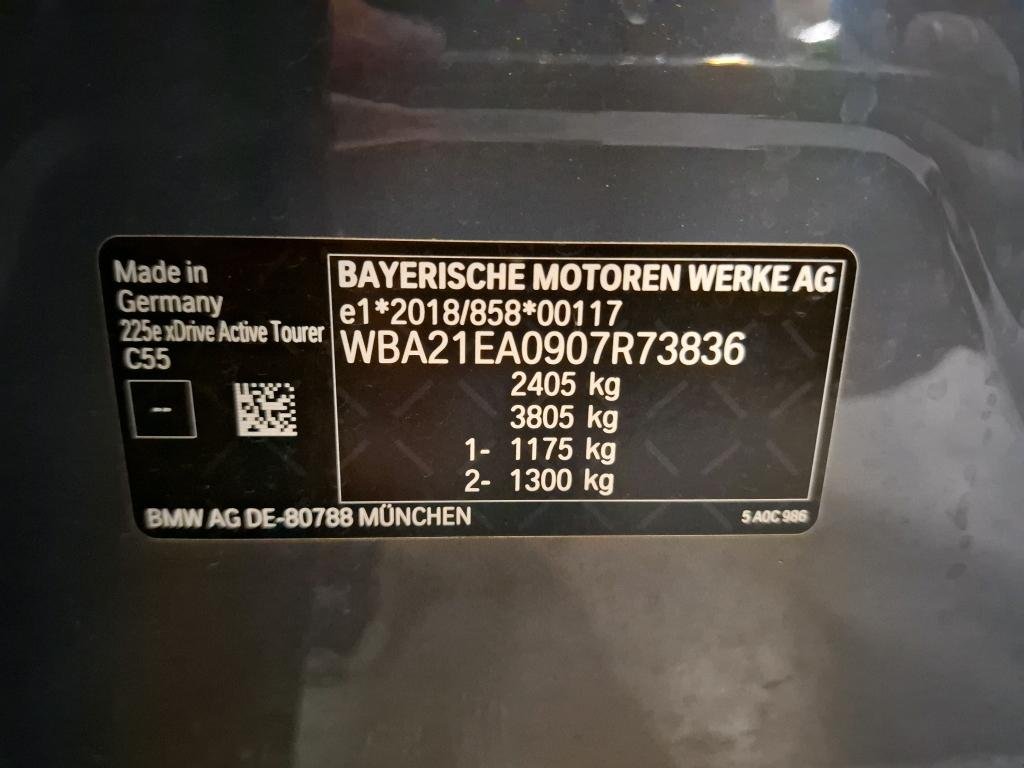 Made in
Germany
225e xDrive Active Tourer
C55
--
BAYERISCHE MOTOREN WERKE AG
e1*2018/858*00117
WBA21EA0907R73836
2405 kg
3805 kg
1- 1175 kg
2- 1300 kg
BMW AG DE-80788 MÜNCHEN
5 A0C 986